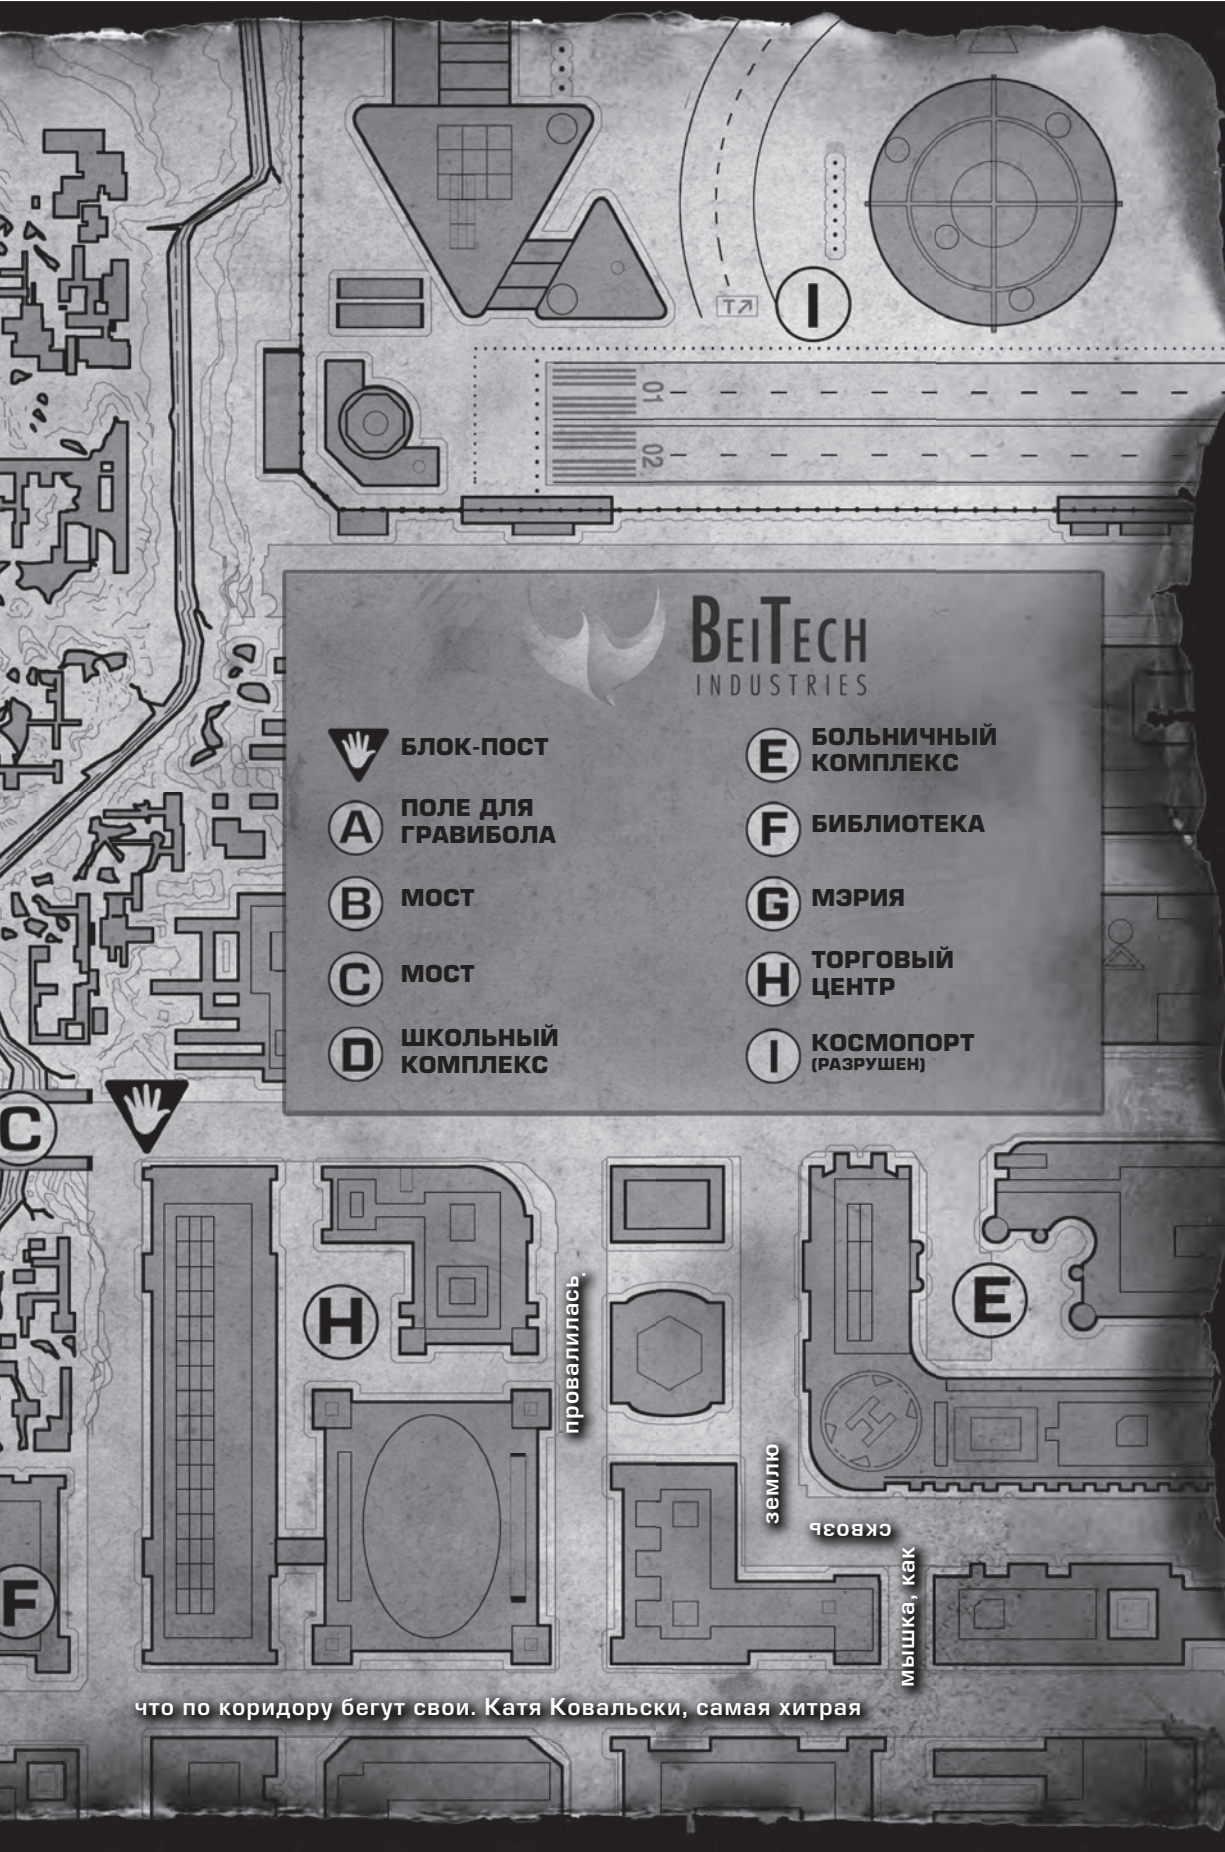 I
T
01
02
BEITECH
INDUSTRIES
БЛОК-ПОСТ
A
ПОЛЕ ДЛЯ
ГРАВИБОЛА
B
МОСТ
C
МОСТ
D
ШКОЛЬНЫЙ
КОМПЛЕКС
E
БОЛЬНИЧНЫЙ
КОМПЛЕКС
F
БИБЛИОТЕКА
G
МЭРИЯ
H
ТОРГОВЫЙ
ЦЕНТР
I
КОСМОПОРТ
(РАЗРУШЕН)
C
H
E
H
F
что по коридору бегут свои. Катя Ковальски, самая хитрая
мышка, как
сквозь
землю
провалилась.